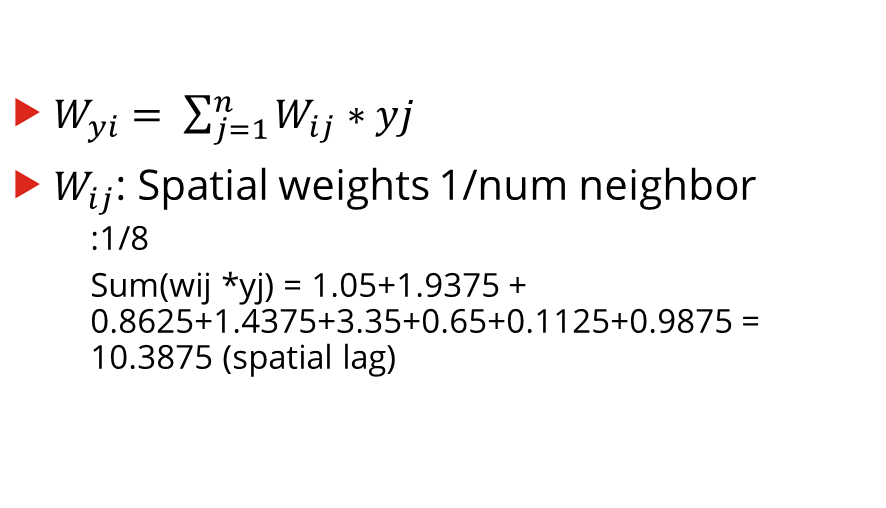 W_yi = ∑_{j=1}^{n} W_ij ∗ yj
W_ij: Spatial weights 1/num neighbor
:1/8
Sum(wij *yj) = 1.05+1.9375 +
0.8625+1.4375+3.35+0.65+0.1125+0.9875 =
10.3875 (spatial lag)